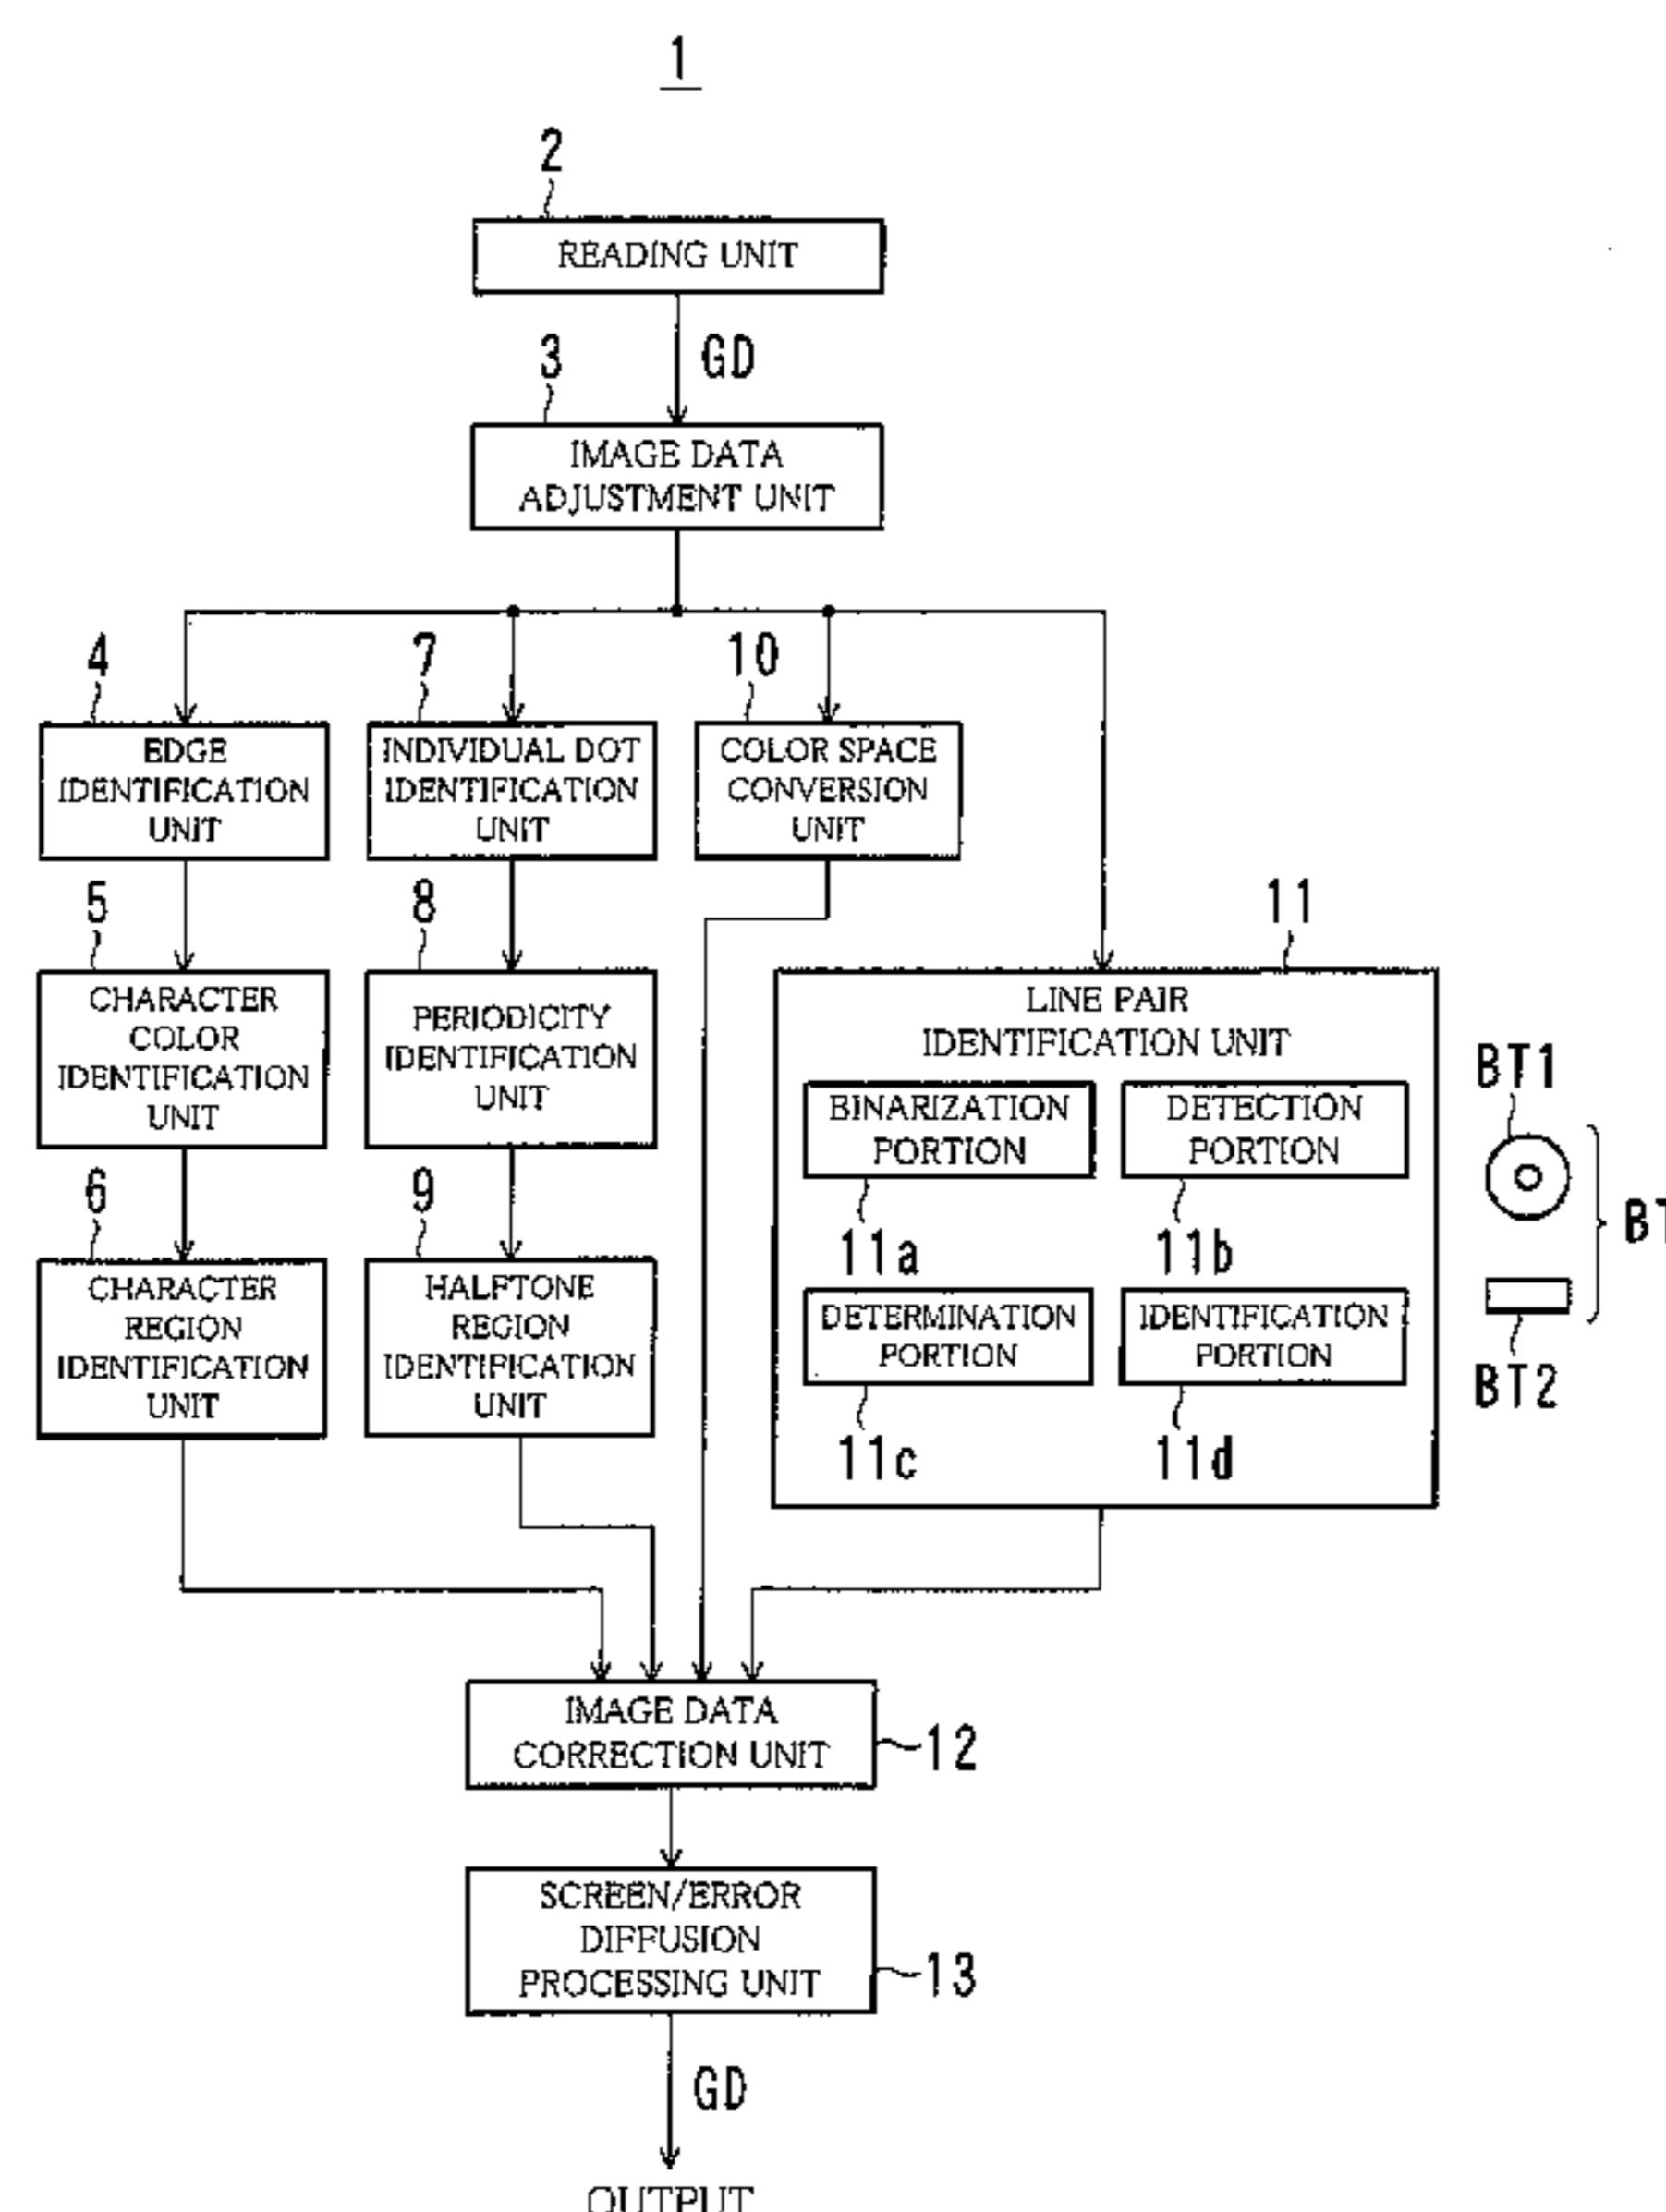 1
2
READING UNIT
GD
3
IMAGE DATA
ADJUSTMENT UNIT
4
EDGE
IDENTIFICATION
UNIT
7
INDIVIDUAL DOT
IDENTIFICATION
UNIT
10
COLOR SPACE
CONVERSION
UNIT
5
CHARACTER
COLOR
IDENTIFICATION
UNIT
8
PERIODICITY
IDENTIFICATION
UNIT
11
LINE PAIR
IDENTIFICATION UNIT
BINARIZATION
PORTION
11a
DETECTION
PORTION
11b
DETERMINATION
PORTION
11c
IDENTIFICATION
PORTION
11d
BT1
BT
BT2
6
CHARACTER
REGION
IDENTIFICATION
UNIT
9
HALFTONE
REGION
IDENTIFICATION
UNIT
IMAGE DATA
CORRECTION UNIT
12
SCREEN/ERROR
DIFFUSION
PROCESSING UNIT
13
GD
OUTPUT